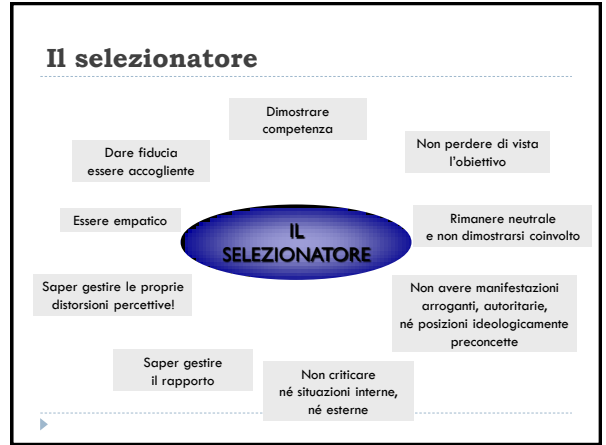 Il selezionatore
Dimostrare
competenza
Non perdere di vista
l'obiettivo
Dare fiducia
essere accogliente
Essere empatico
IL
SELEZIONATORE
Rimanere neutrale
e non dimostrarsi coinvolto
Saper gestire le proprie
distorsioni percettive!
Non avere manifestazioni
arroganti, autoritarie,
né posizioni ideologicamente
preconcette
Saper gestire
il rapporto
Non criticare
né situazioni interne,
né esterne